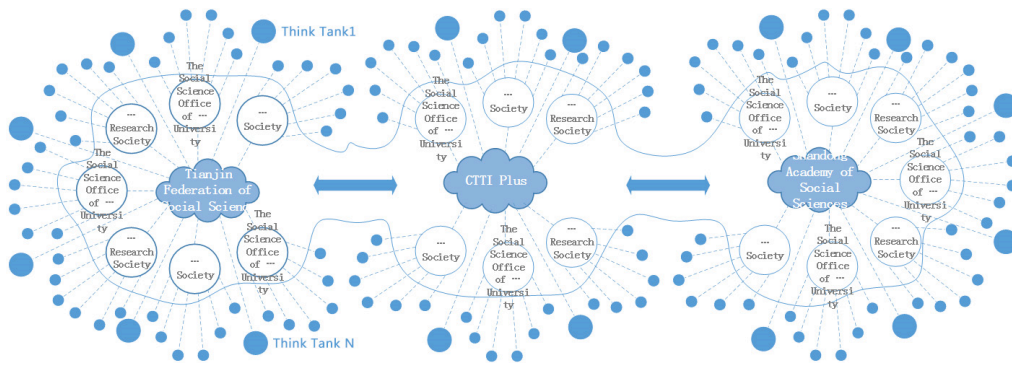 Think Tank1
The
Social
Science
Office
of …
Universi
ty
…
Research
Society
…
Society
The
Social
Science
Office
of …
Universi
ty
Tianjin
Federation of
Social Scienc
…
Research
Society
…
Society
The
Social
Science
Office
of …
Universi
ty
Think Tank N
The
Social
Science
Office
of …
Universi
ty
…
Society
…
Research
Society
CTTI Plus
…
Society
The
Social
Science
Office
of …
Universi
ty
…
Research
Society
The
Social
Science
Office
of …
Universi
ty
…
Society
…
Research
Society
Shandong
Academy of
Social
Sciences
The
Social
Science
Office
of …
Universi
ty
…
Society
The
Social
Science
Office
of …
Universi
ty
…
Research
Society